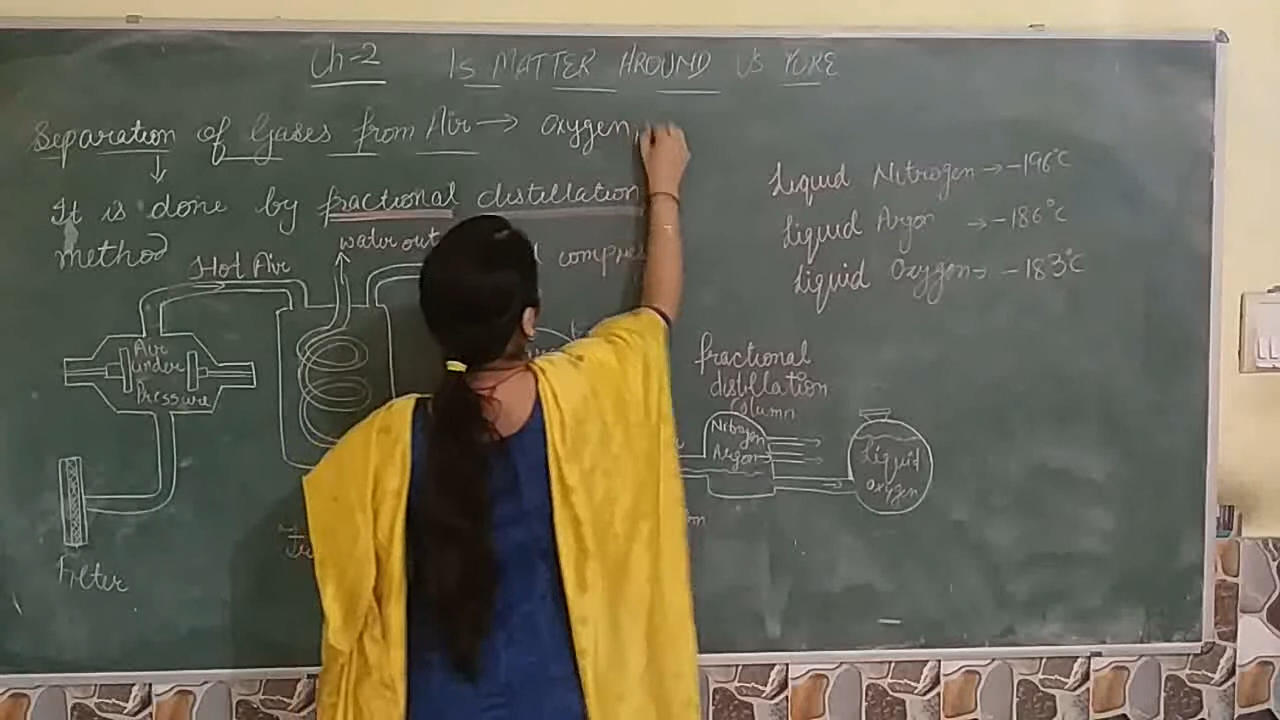 Ch=2 Is MATTER AROUND US PURE
Separation of Gases from Air → Oxygen,
It is done by fractional distillation
method
Liquid Nitrogen → -196°C
Liquid Argon → -186°C
Liquid Oxygen → -183°C
Hot Air
water out
Air
under
Pressure
Filter
fractional
distillation
Column
Nitrogen
Argon
Liquid
oxygen